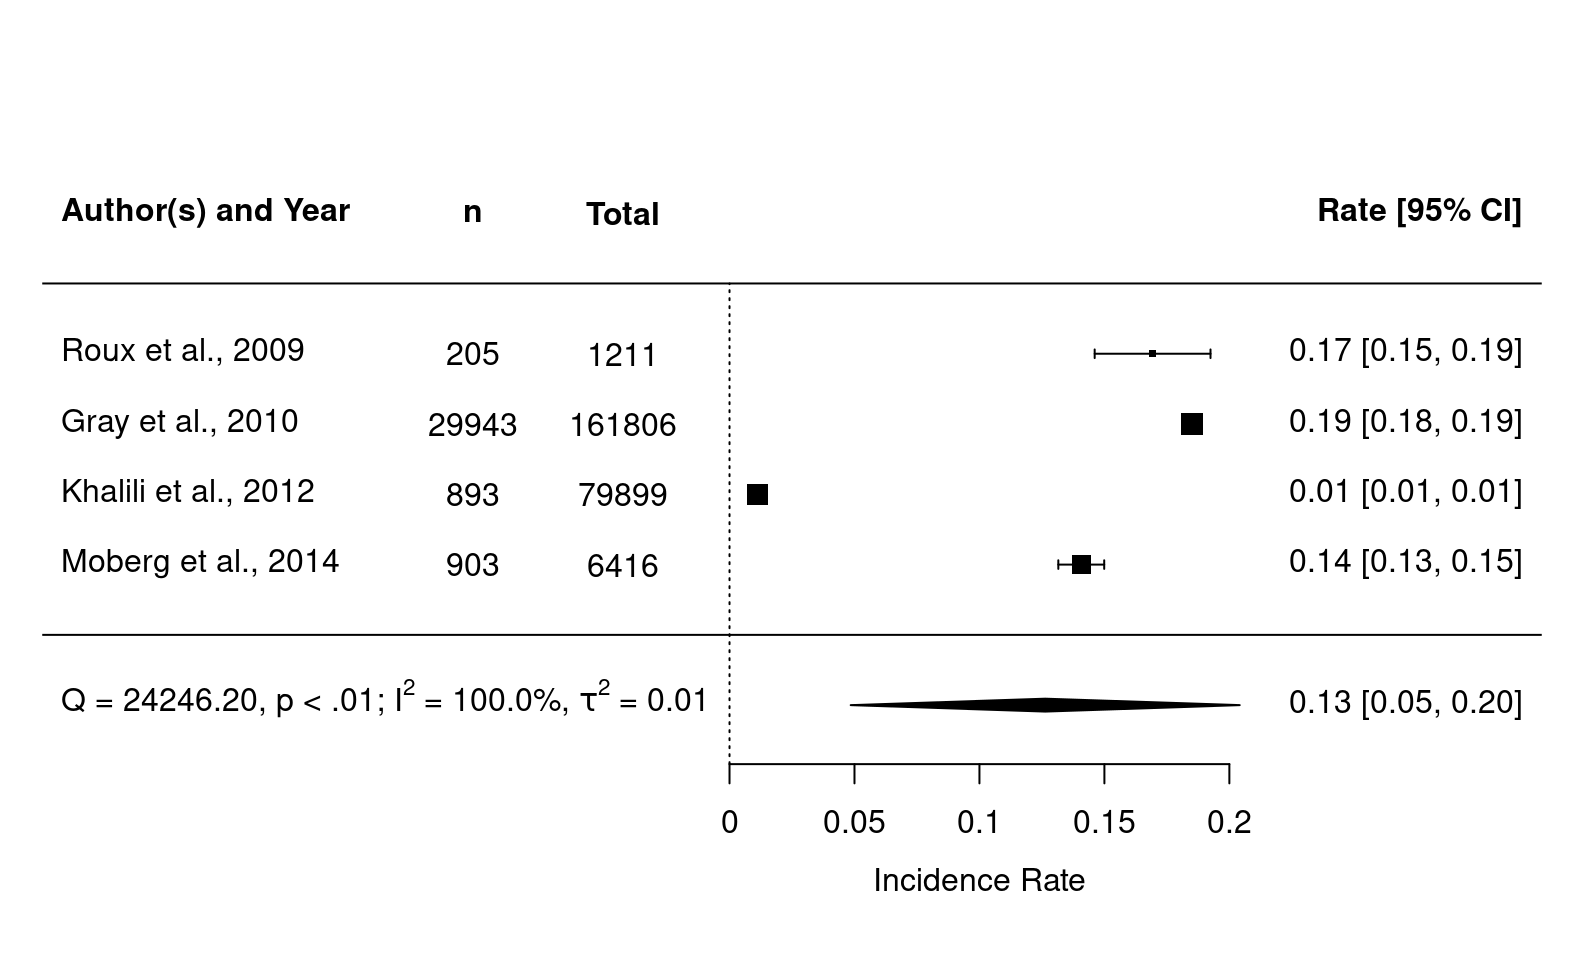 Author(s) and Year n Total Rate [95% CI]
Roux et al., 2009 205 1211 0.17 [0.15, 0.19]
Gray et al., 2010 29943 161806 0.19 [0.18, 0.19]
Khalili et al., 2012 893 79899 0.01 [0.01, 0.01]
Moberg et al., 2014 903 6416 0.14 [0.13, 0.15]
Q = 24246.20, p < .01; I² = 100.0%, τ² = 0.01 0.13 [0.05, 0.20]
0 0.05 0.1 0.15 0.2
Incidence Rate